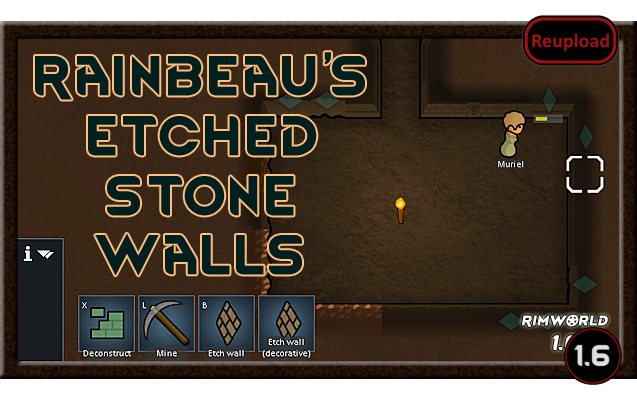 Reupload
RAINBEAU'S
ETCHED
STONE
WALLS
Muriel
i
X
L
B
Deconstruct
Mine
Etch wall
Etch wall
(decorative)
RIMWORLD
1.6